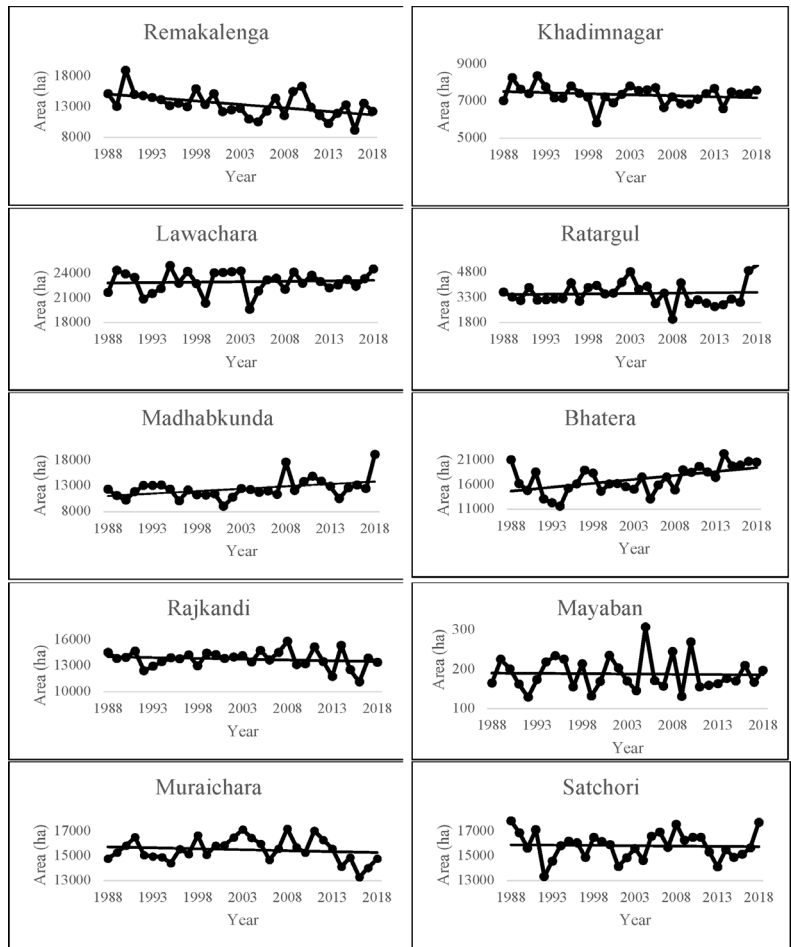 Remakalenga
Area (ha)
18000
13000
8000
1988 1993 1998 2003 2008 2013 2018
Year
Khadimnagar
Area (ha)
9000
7000
5000
1988 1993 1998 2003 2008 2013 2018
Year
Lawachara
Area (ha)
24000
21000
18000
1988 1993 1998 2003 2008 2013 2018
Year
Ratargul
Area (ha)
4800
3300
1800
1988 1993 1998 2003 2008 2013 2018
Year
Madhabkunda
Area (ha)
18000
13000
8000
1988 1993 1998 2003 2008 2013 2018
Year
Bhatera
Area (ha)
21000
16000
11000
1988 1993 1998 2003 2008 2013 2018
Year
Rajkandi
Area (ha)
16000
13000
10000
1988 1993 1998 2003 2008 2013 2018
Year
Mayaban
Area (ha)
300
200
100
1988 1993 1998 2003 2008 2013 2018
Year
Muraichara
Area (ha)
17000
15000
13000
1988 1993 1998 2003 2008 2013 2018
Year
Satchori
Area (ha)
17000
15000
13000
1988 1993 1998 2003 2008 2013 2018
Year